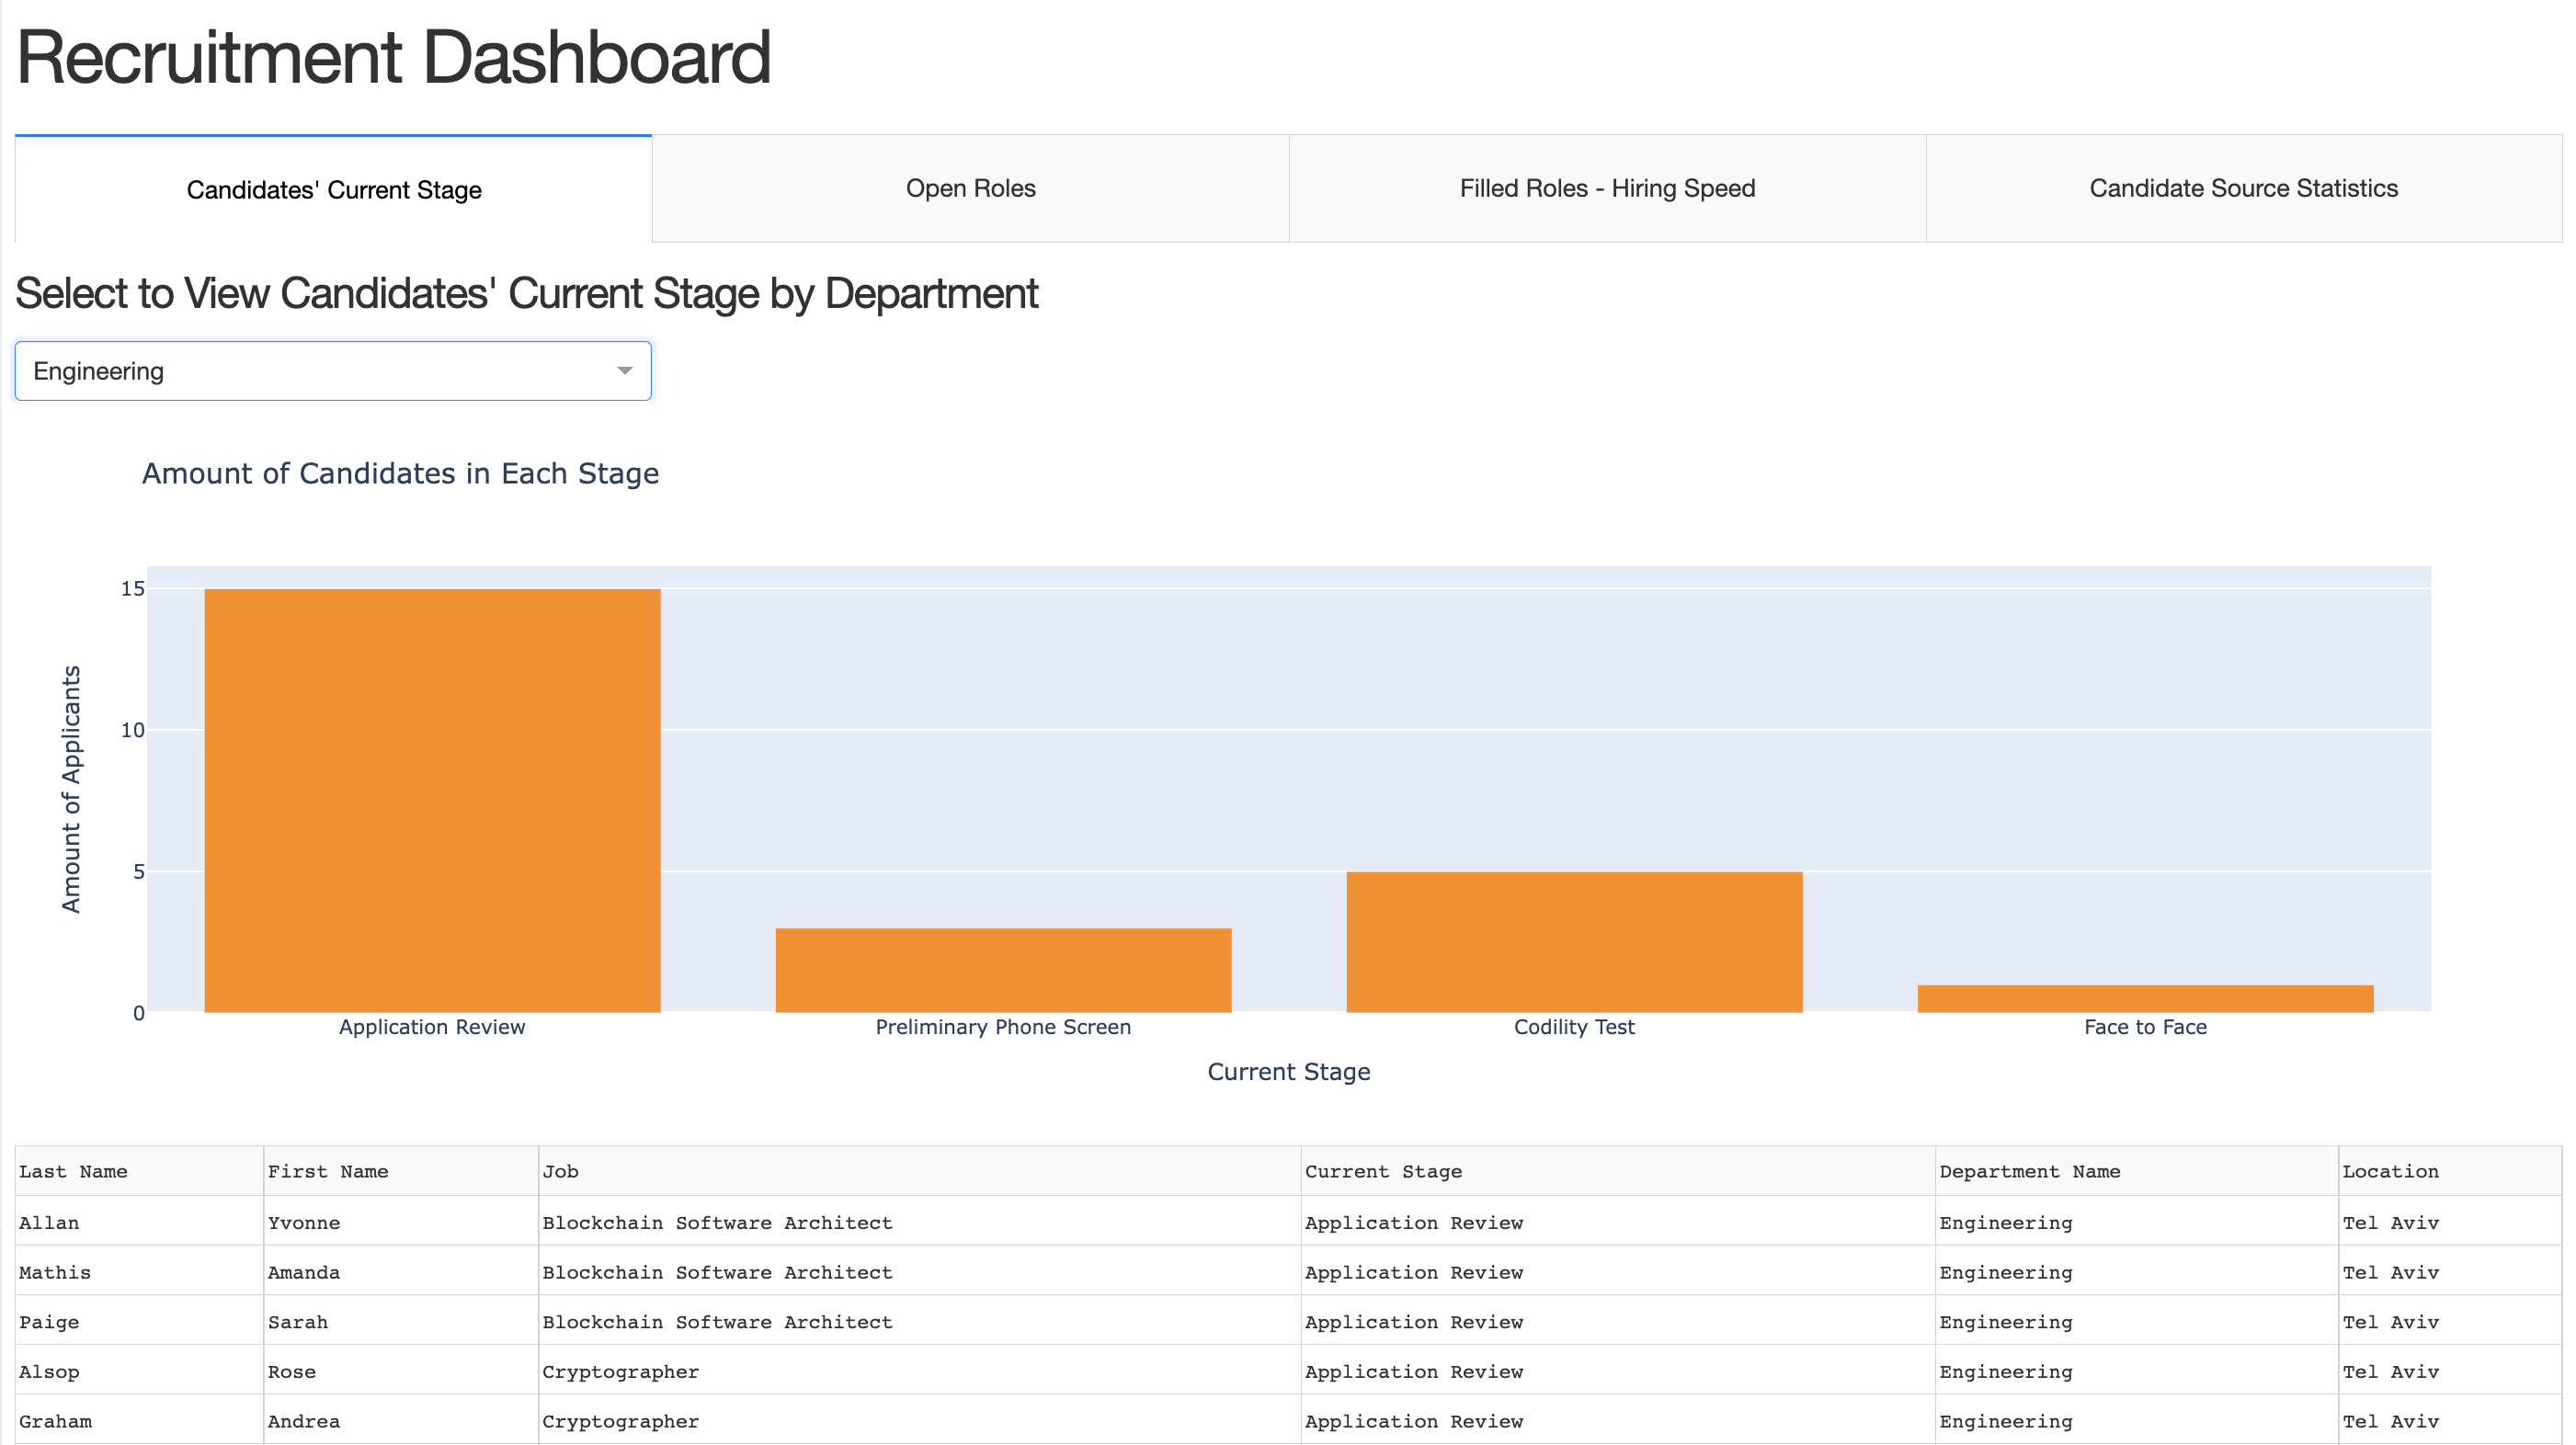 Recruitment Dashboard
Candidates' Current Stage Open Roles Filled Roles - Hiring Speed Candidate Source Statistics
Select to View Candidates' Current Stage by Department
Engineering
Amount of Candidates in Each Stage
15
10
5
0
Amount of Applicants
Application Review Preliminary Phone Screen Codility Test Face to Face
Current Stage
Last Name First Name Job Current Stage Department Name Location
Allan Yvonne Blockchain Software Architect Application Review Engineering Tel Aviv
Mathis Amanda Blockchain Software Architect Application Review Engineering Tel Aviv
Paige Sarah Blockchain Software Architect Application Review Engineering Tel Aviv
Alsop Rose Cryptographer Application Review Engineering Tel Aviv
Graham Andrea Cryptographer Application Review Engineering Tel Aviv